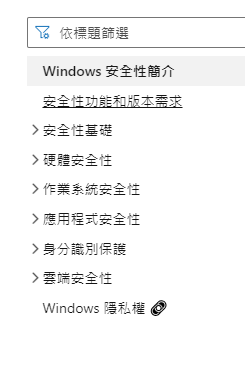 依標題篩選
Windows 安全性簡介
安全性功能和版本需求
安全性基礎
硬體安全性
作業系統安全性
應用程式安全性
身分識別保護
雲端安全性
Windows 隱私權